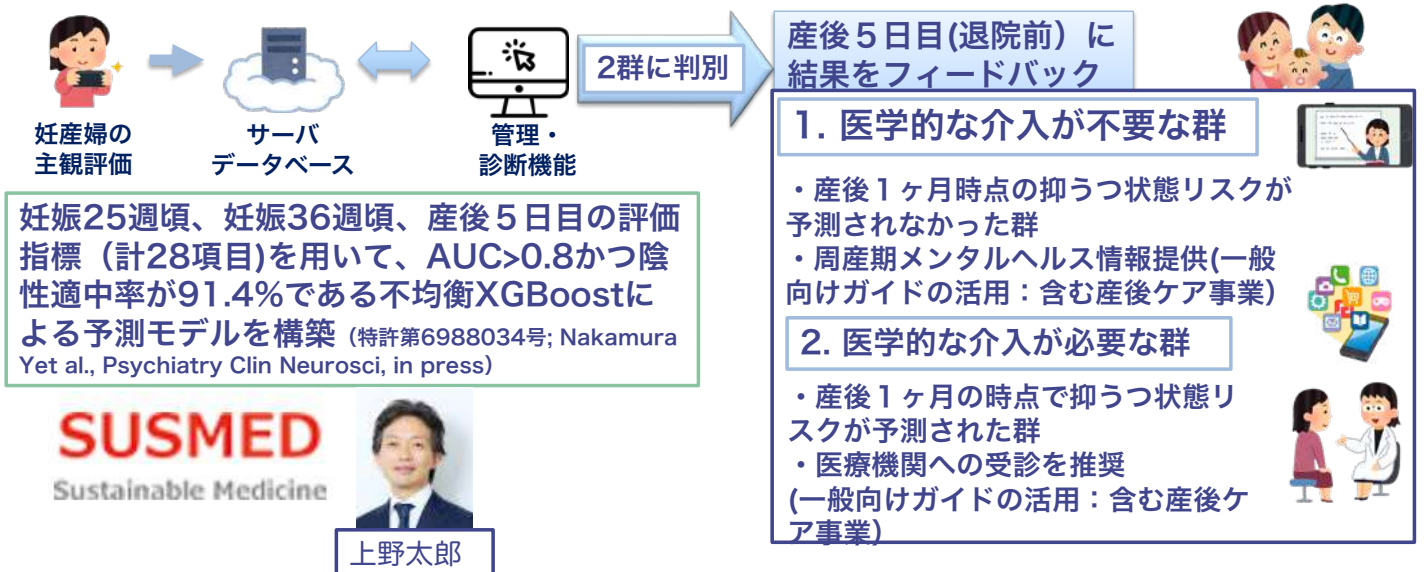 妊産婦の
主観評価
サーバ
データベース
管理・
診断機能
2群に判別
産後５日目(退院前）に
結果をフィードバック
妊娠25週頃、妊娠36週頃、産後５日目の評価
指標（計28項目)を用いて、AUC>0.8かつ陰
性適中率が91.4%である不均衡XGBoostに
よる予測モデルを構築（特許第6988034号; Nakamura
Yet al., Psychiatry Clin Neurosci, in press）
SUSMED
Sustainable Medicine
上野太郎
1. 医学的な介入が不要な群
・産後１ヶ月時点の抑うつ状態リスクが
予測されなかった群
・周産期メンタルヘルス情報提供(一般
向けガイドの活用：含む産後ケア事業）
2. 医学的な介入が必要な群
・産後１ヶ月の時点で抑うつ状態リ
スクが予測された群
・医療機関への受診を推奨
(一般向けガイドの活用：含む産後ケ
ア事業）